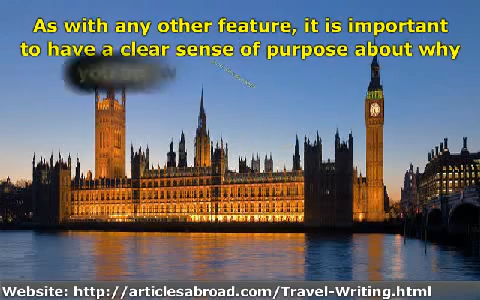 As with any other feature, it is important
to have a clear sense of purpose about why
Website: http://articlesabroad.com/Travel-Writing.html